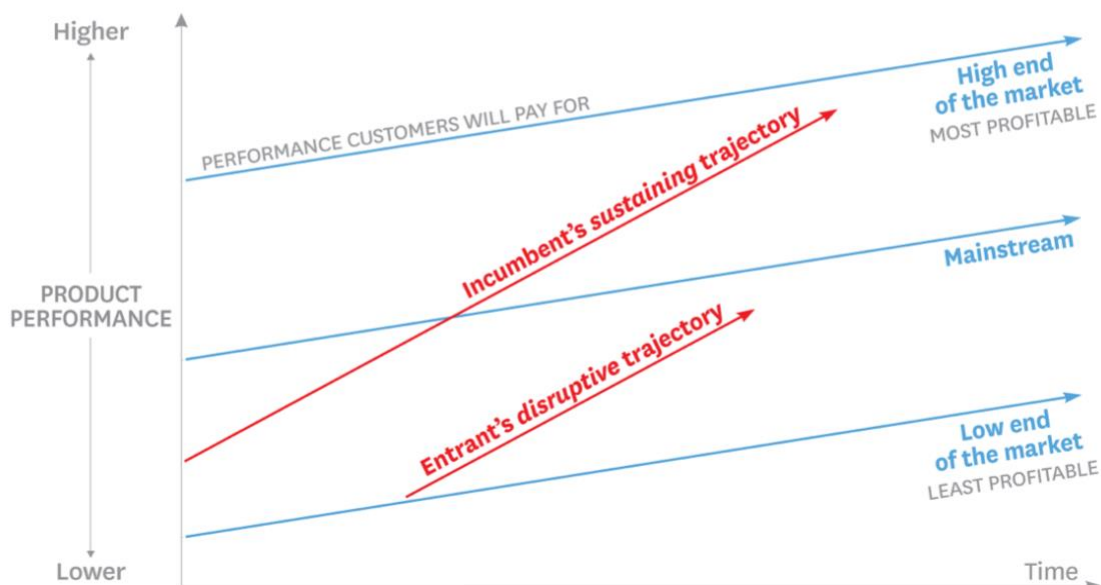 Higher
PERFORMANCE CUSTOMERS WILL PAY FOR
High end
of the market
MOST PROFITABLE
Incumbent's sustaining trajectory
Mainstream
PRODUCT
PERFORMANCE
Entrant's disruptive trajectory
Low end
of the market
LEAST PROFITABLE
Lower
Time